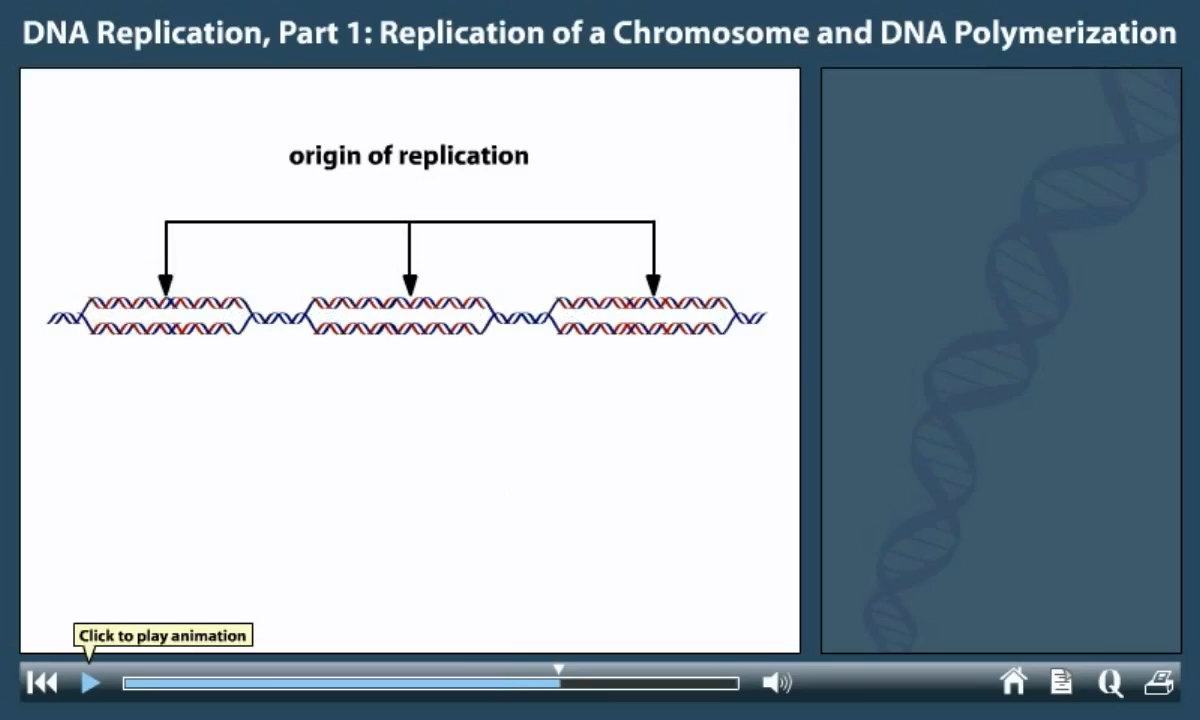 DNA Replication, Part 1: Replication of a Chromosome and DNA Polymerization
origin of replication
Click to play animation
Q